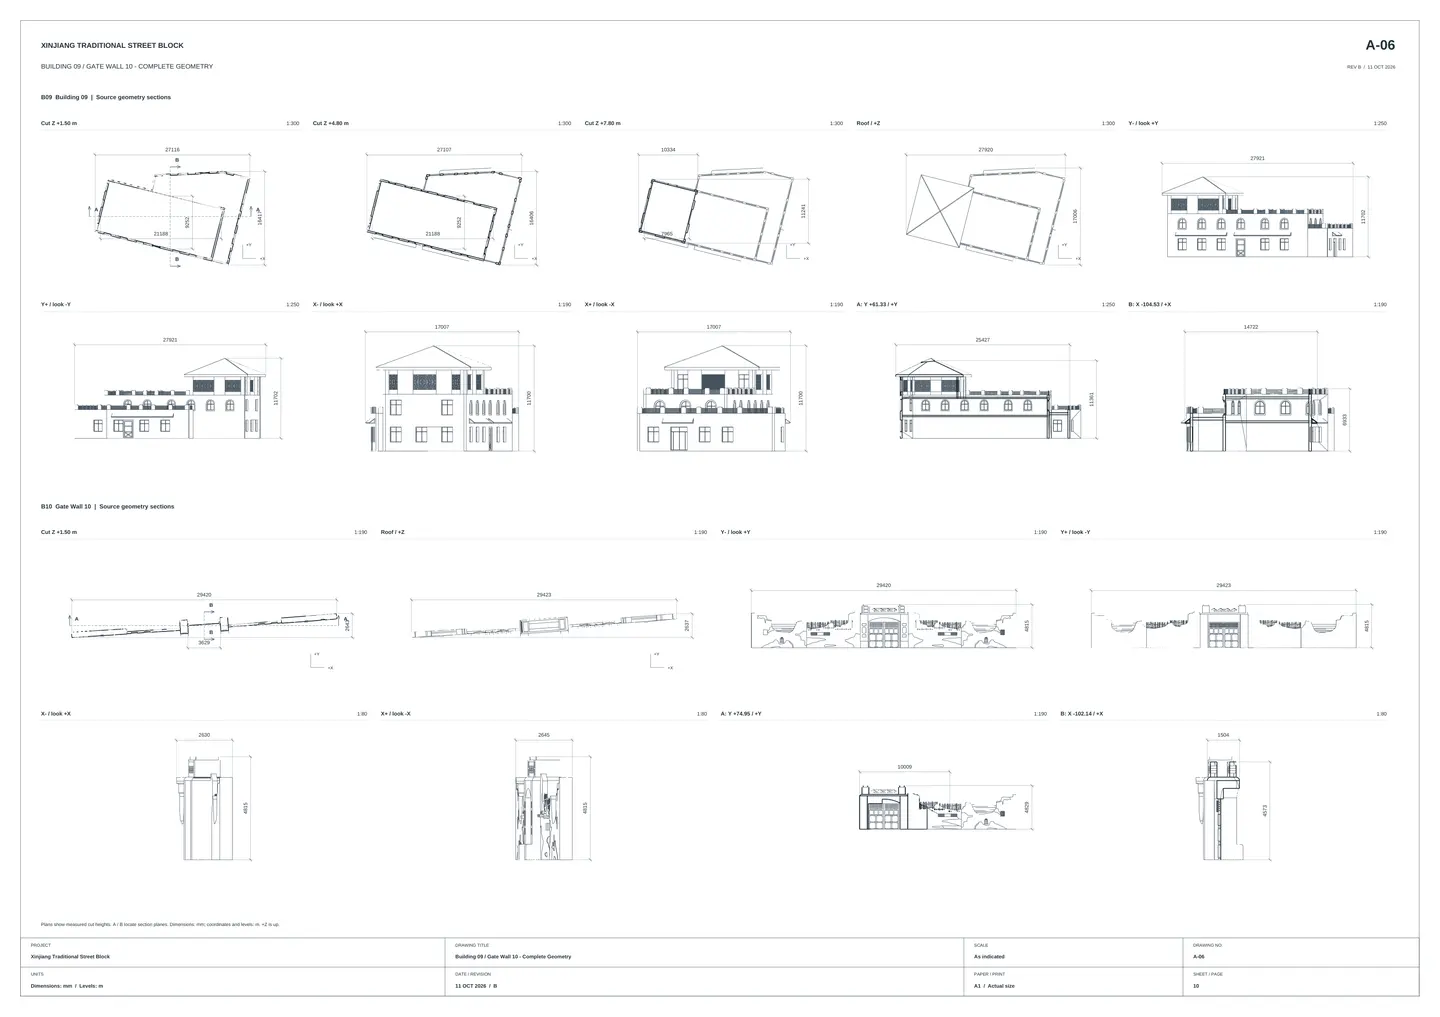 XINJIANG TRADITIONAL STREET BLOCK
A-06
BUILDING 09 / GATE WALL 10 - COMPLETE GEOMETRY
REV B / 11 OCT 2026
B09 Building 09 | Source geometry sections
Cut Z +1.50 m 1:300
Cut Z +4.80 m 1:300
Cut Z +7.80 m 1:300
Roof / +Z 1:300
Y- / look +Y 1:250
27116
B
A
A
9252
21188
B
+Y
+X
27107
9252
21188
16406
+Y
+X
10334
7965
11241
+Y
+X
27920
17006
+Y
+X
27921
11702
Y+ / look -Y 1:250
X- / look +X 1:190
X+ / look -X 1:190
A: Y +61.33 / +Y 1:250
B: X -104.53 / +X 1:190
27921
11702
17007
11700
17007
11700
25427
11361
14722
8933
B10 Gate Wall 10 | Source geometry sections
Cut Z +1.50 m 1:190
Roof / +Z 1:190
Y- / look +Y 1:190
Y+ / look -Y 1:190
29420
B
A
B
3629
+Y
+X
29423
2637
+Y
+X
29420
4815
29423
4815
X- / look +X 1:80
X+ / look -X 1:80
A: Y +74.95 / +Y 1:190
B: X -102.14 / +X 1:80
2630
4815
2645
4815
10009
4829
1504
4573
Plans show measured cut heights. A / B locate section planes. Dimensions: mm; coordinates and levels: m. +Z is up.
PROJECT
Xinjiang Traditional Street Block
DRAWING TITLE
Building 09 / Gate Wall 10 - Complete Geometry
SCALE
As indicated
DRAWING NO.
A-06
UNITS
Dimensions: mm / Levels: m
DATE / REVISION
11 OCT 2026 / B
PAPER / PRINT
A1 / Actual size
SHEET / PAGE
10